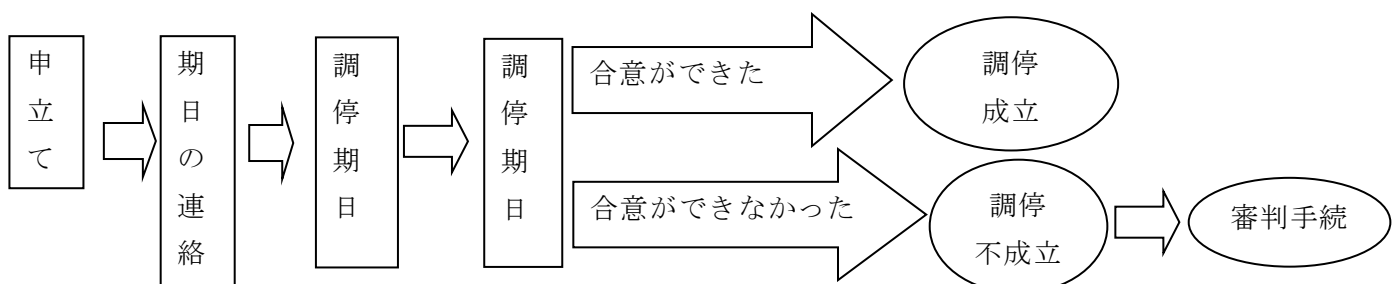 申立て
期日の連絡
調停期日
調停期日
合意ができた
調停
成立
合意ができなかった
調停
不成立
審判手続